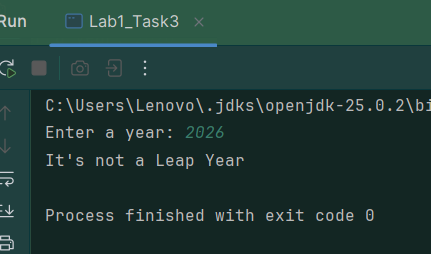 Run
Lab1_Task3
C:\Users\Lenovo\.jdks\openjdk-25.0.2\bi
Enter a year: 2026
It's not a Leap Year
Process finished with exit code 0